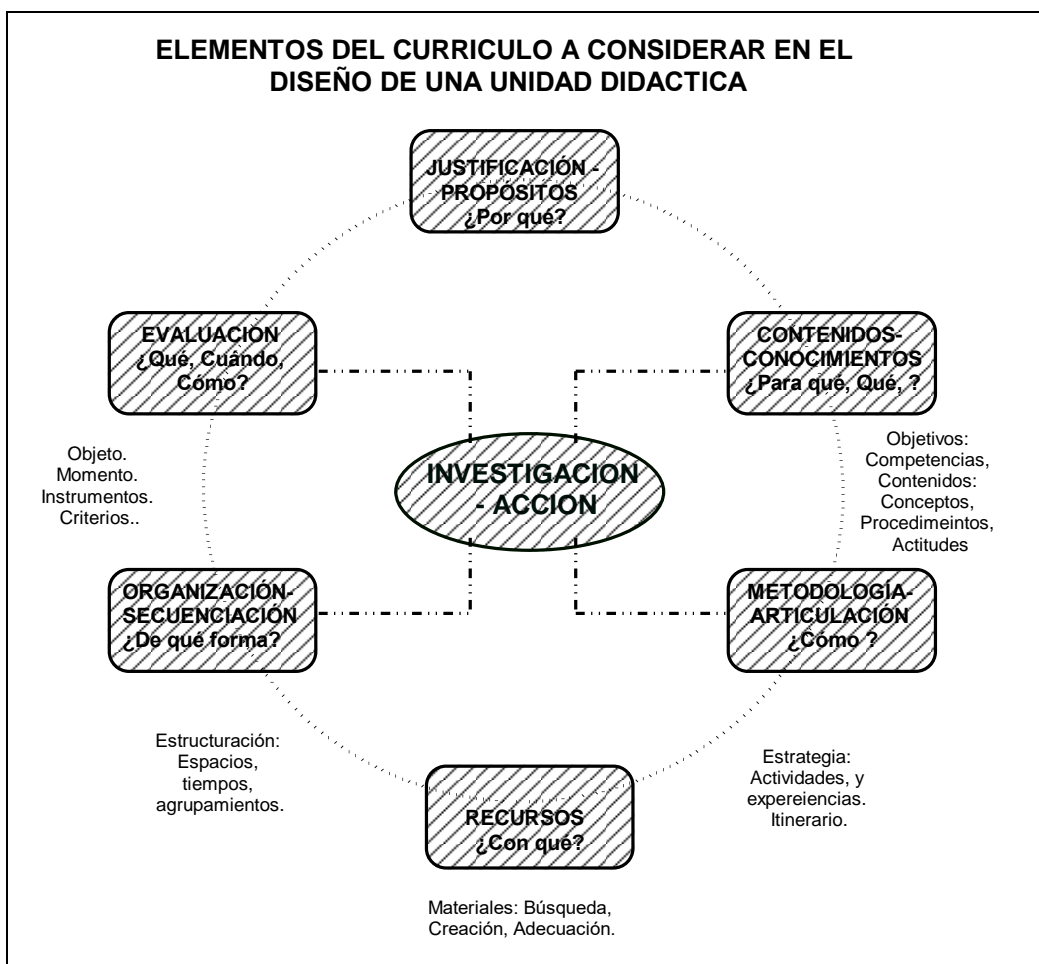 ELEMENTOS DEL CURRICULO A CONSIDERAR EN EL
DISEÑO DE UNA UNIDAD DIDACTICA
JUSTIFICACIÓN -
PROPÓSITOS
¿Por qué?
EVALUACIÓN
¿Qué, Cuándo,
Cómo?
CONTENIDOS-
CONOCIMIENTOS
¿Para qué, Qué, ?
Objeto.
Momento.
Instrumentos.
Criterios..
INVESTIGACION
- ACCION
Objetivos:
Competencias,
Contenidos:
Conceptos,
Procedimeintos,
Actitudes
ORGANIZACIÓN-
SECUENCIACIÓN
¿De qué forma?
METODOLOGÍA-
ARTICULACIÓN
¿Cómo ?
Estructuración:
Espacios,
tiempos,
agrupamientos.
Estrategia:
Actividades, y
expereiencias.
Itinerario.
RECURSOS
¿Con qué?
Materiales: Búsqueda,
Creación, Adecuación.